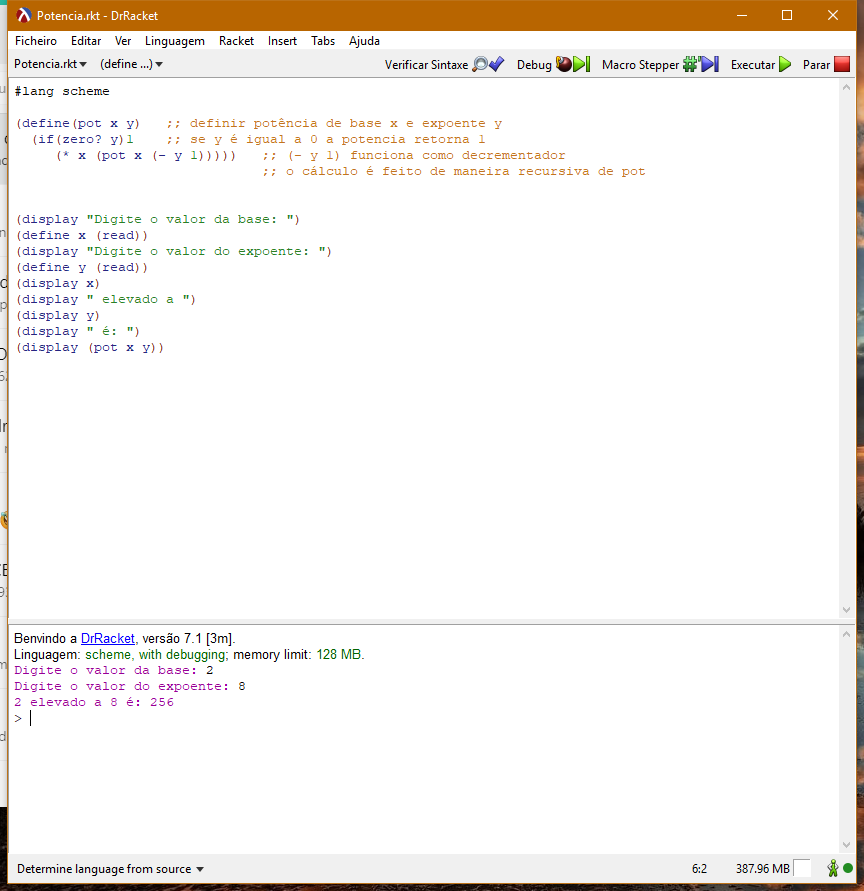 Potencia.rkt - DrRacket
Ficheiro Editar Ver Linguagem Racket Insert Tabs Ajuda
Potencia.rkt (define ...) Verificar Sintaxe Debug Macro Stepper Executar Parar
#lang scheme
(define(pot x y) ;; definir potência de base x e expoente y
(if(zero? y)1 ;; se y é igual a 0 a potencia retorna 1
(* x (pot x (- y 1))))) ;; (- y 1) funciona como decrementador
;; o cálculo é feito de maneira recursiva de pot
(display "Digite o valor da base: ")
(define x (read))
(display "Digite o valor do expoente: ")
(define y (read))
(display x)
(display " elevado a ")
(display y)
(display " é: ")
(display (pot x y))
Benvindo a DrRacket, versão 7.1 [3m].
Linguagem: scheme, with debugging; memory limit: 128 MB.
Digite o valor da base: 2
Digite o valor do expoente: 8
2 elevado a 8 é: 256
>
Determine language from source 6:2 387.96 MB